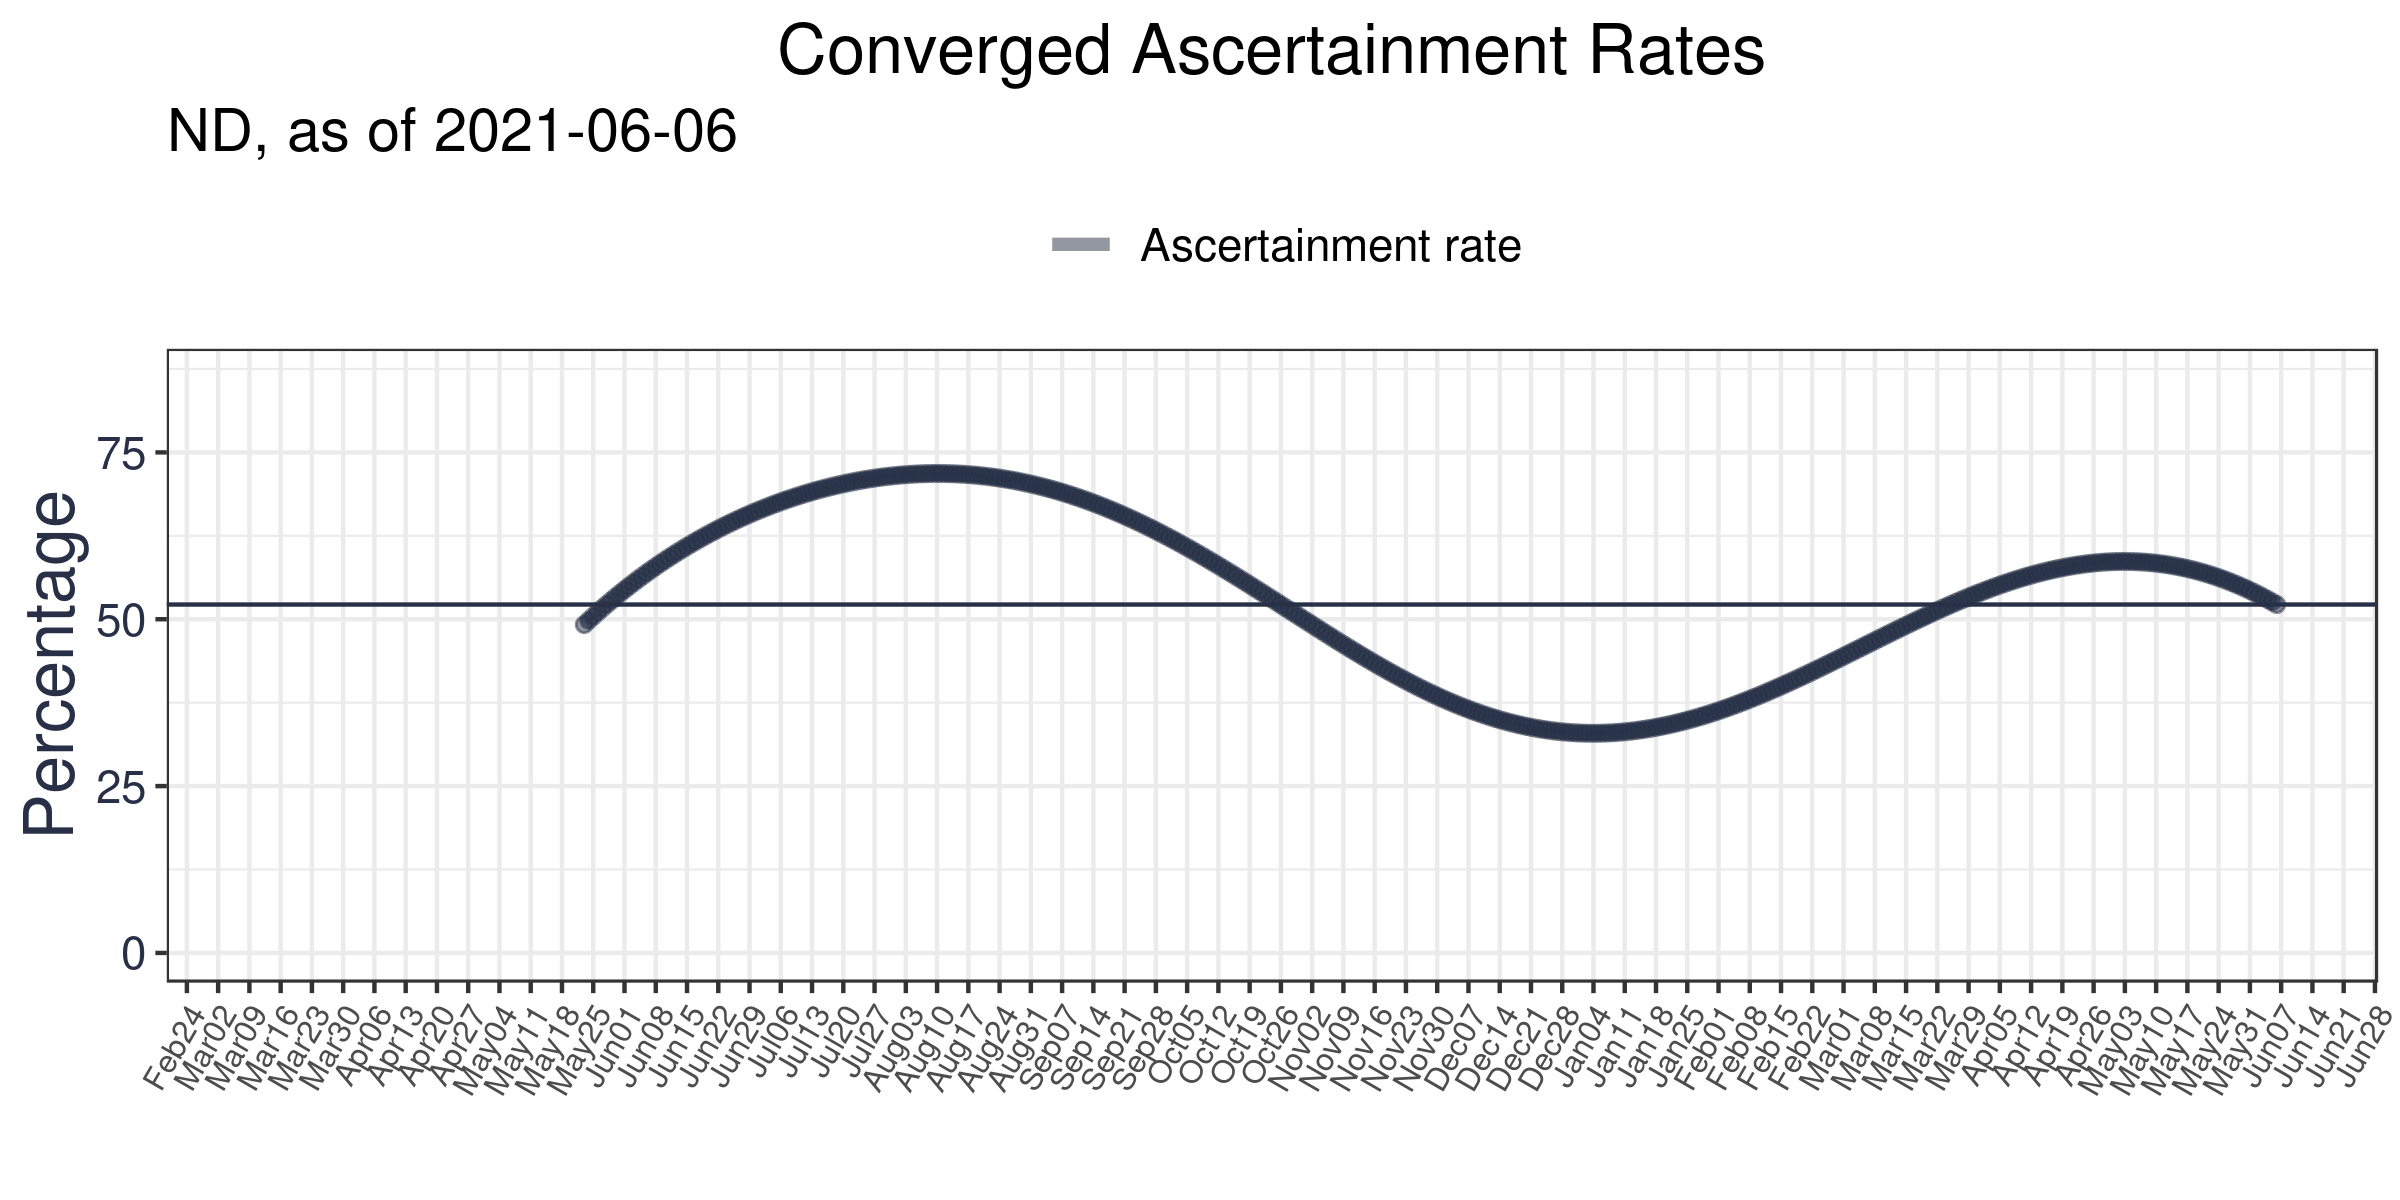 Converged Ascertainment Rates
ND, as of 2021-06-06
Ascertainment rate
Percentage
75
50
25
0
Feb24 Mar02 Mar09 Mar16 Mar23 Mar30 Apr06 Apr13 Apr20 Apr27 May04 May11 May18 May25 Jun01 Jun08 Jun15 Jun22 Jun29 Jul06 Jul13 Jul20 Jul27 Aug03 Aug10 Aug17 Aug24 Aug31 Sep07 Sep14 Sep21 Sep28 Oct05 Oct12 Oct19 Oct26 Nov02 Nov09 Nov16 Nov23 Nov30 Dec07 Dec14 Dec21 Dec28 Jan04 Jan11 Jan18 Jan25 Feb01 Feb08 Feb15 Feb22 Mar01 Mar08 Mar15 Mar22 Mar29 Apr05 Apr12 Apr19 Apr26 May03 May10 May17 May24 May31 Jun07 Jun14 Jun21 Jun28